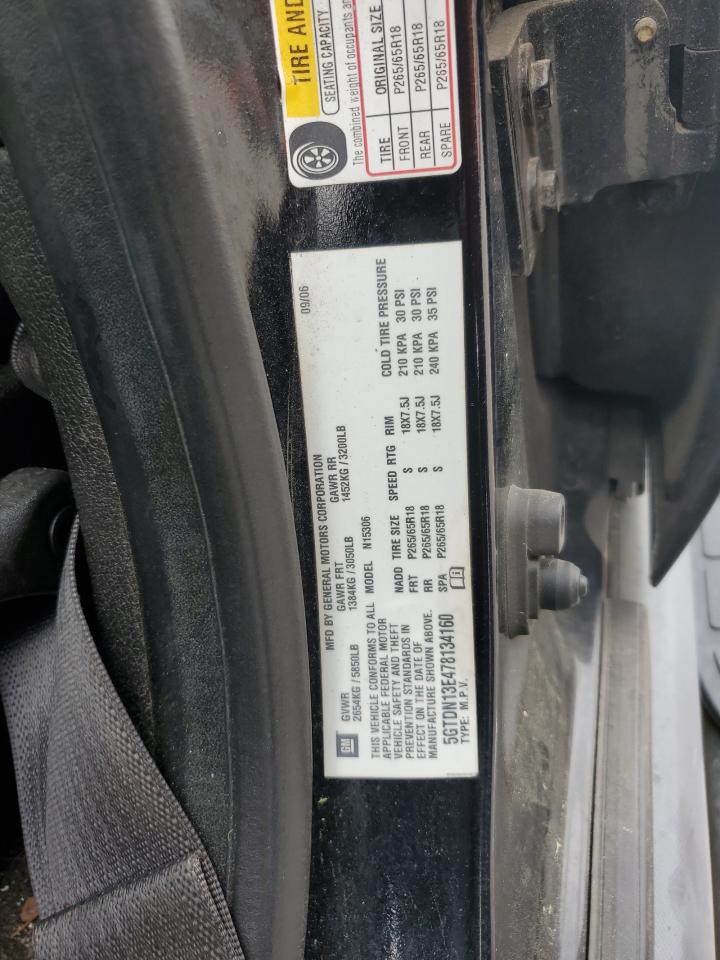 TIRE AND
SEATING CAPACITY
The combined weight of occupants
TIRE ORIGINAL SIZE
FRONT P265/65R18
REAR P265/65R18
SPARE P265/65R18
MFD BY GENERAL MOTORS CORPORATION 09/06
GM GVWR GAWR FRT GAWR RR
2654KG / 5850LB 1384KG / 3050LB 1452KG / 3200LB
THIS VEHICLE CONFORMS TO ALL MODEL N15306
APPLICABLE FEDERAL MOTOR
VEHICLE SAFETY AND THEFT
PREVENTION STANDARDS IN
EFFECT ON THE DATE OF
MANUFACTURE SHOWN ABOVE.
NADD TIRE SIZE SPEED RTG RIM COLD TIRE PRESSURE
FRT P265/65R18 S 18X7.5J 210 KPA 30 PSI
RR P265/65R18 S 18X7.5J 210 KPA 30 PSI
SPA P265/65R18 S 18X7.5J 240 KPA 35 PSI
5GTDN13E478134160
TYPE: M.P.V.